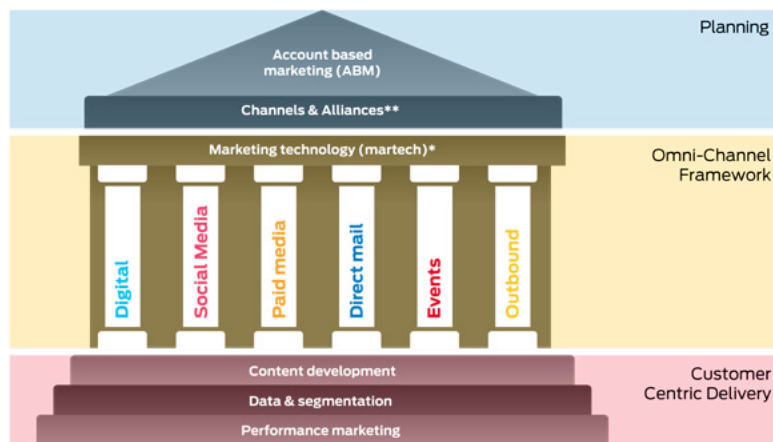 Planning
Account based
marketing (ABM)
Channels & Alliances**
Marketing technology (martech)*
Omni-Channel
Framework
Digital
Social Media
Paid media
Direct mail
Events
Outbound
Content development
Customer
Centric Delivery
Data & segmentation
Performance marketing